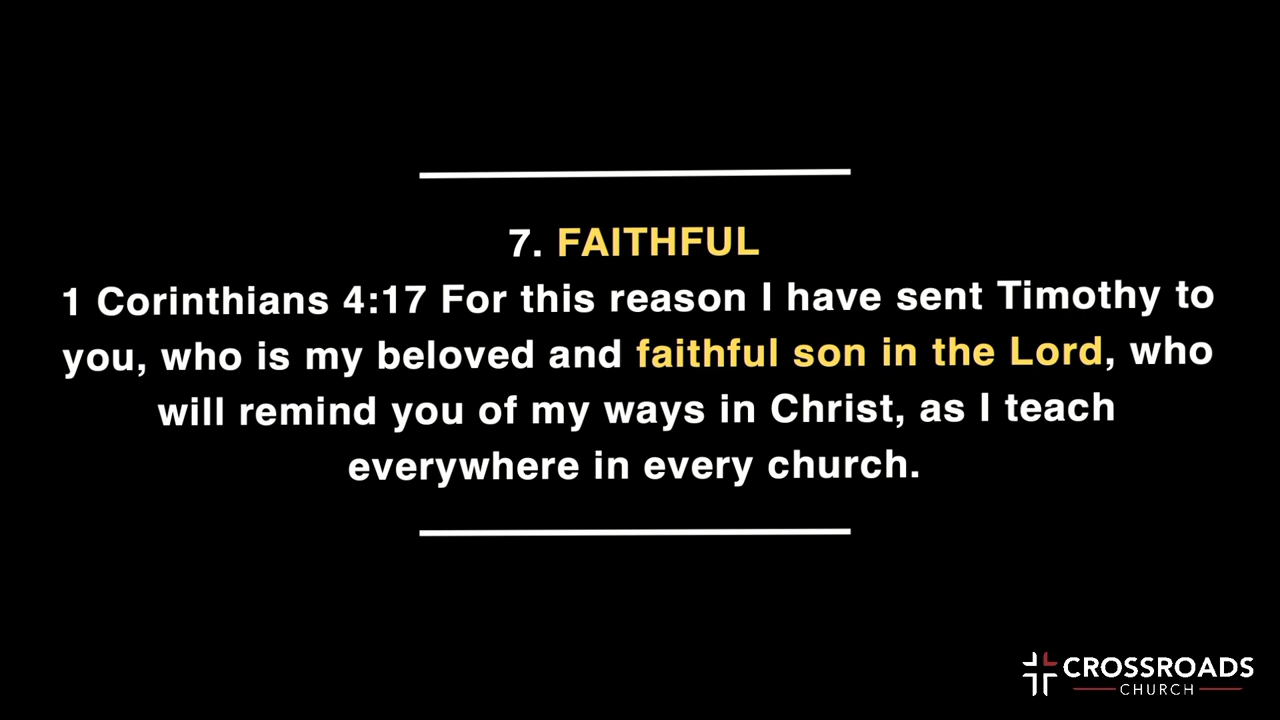 7. FAITHFUL
1 Corinthians 4:17 For this reason I have sent Timothy to
you, who is my beloved and faithful son in the Lord, who
will remind you of my ways in Christ, as I teach
everywhere in every church.
CROSSROADS
CHURCH